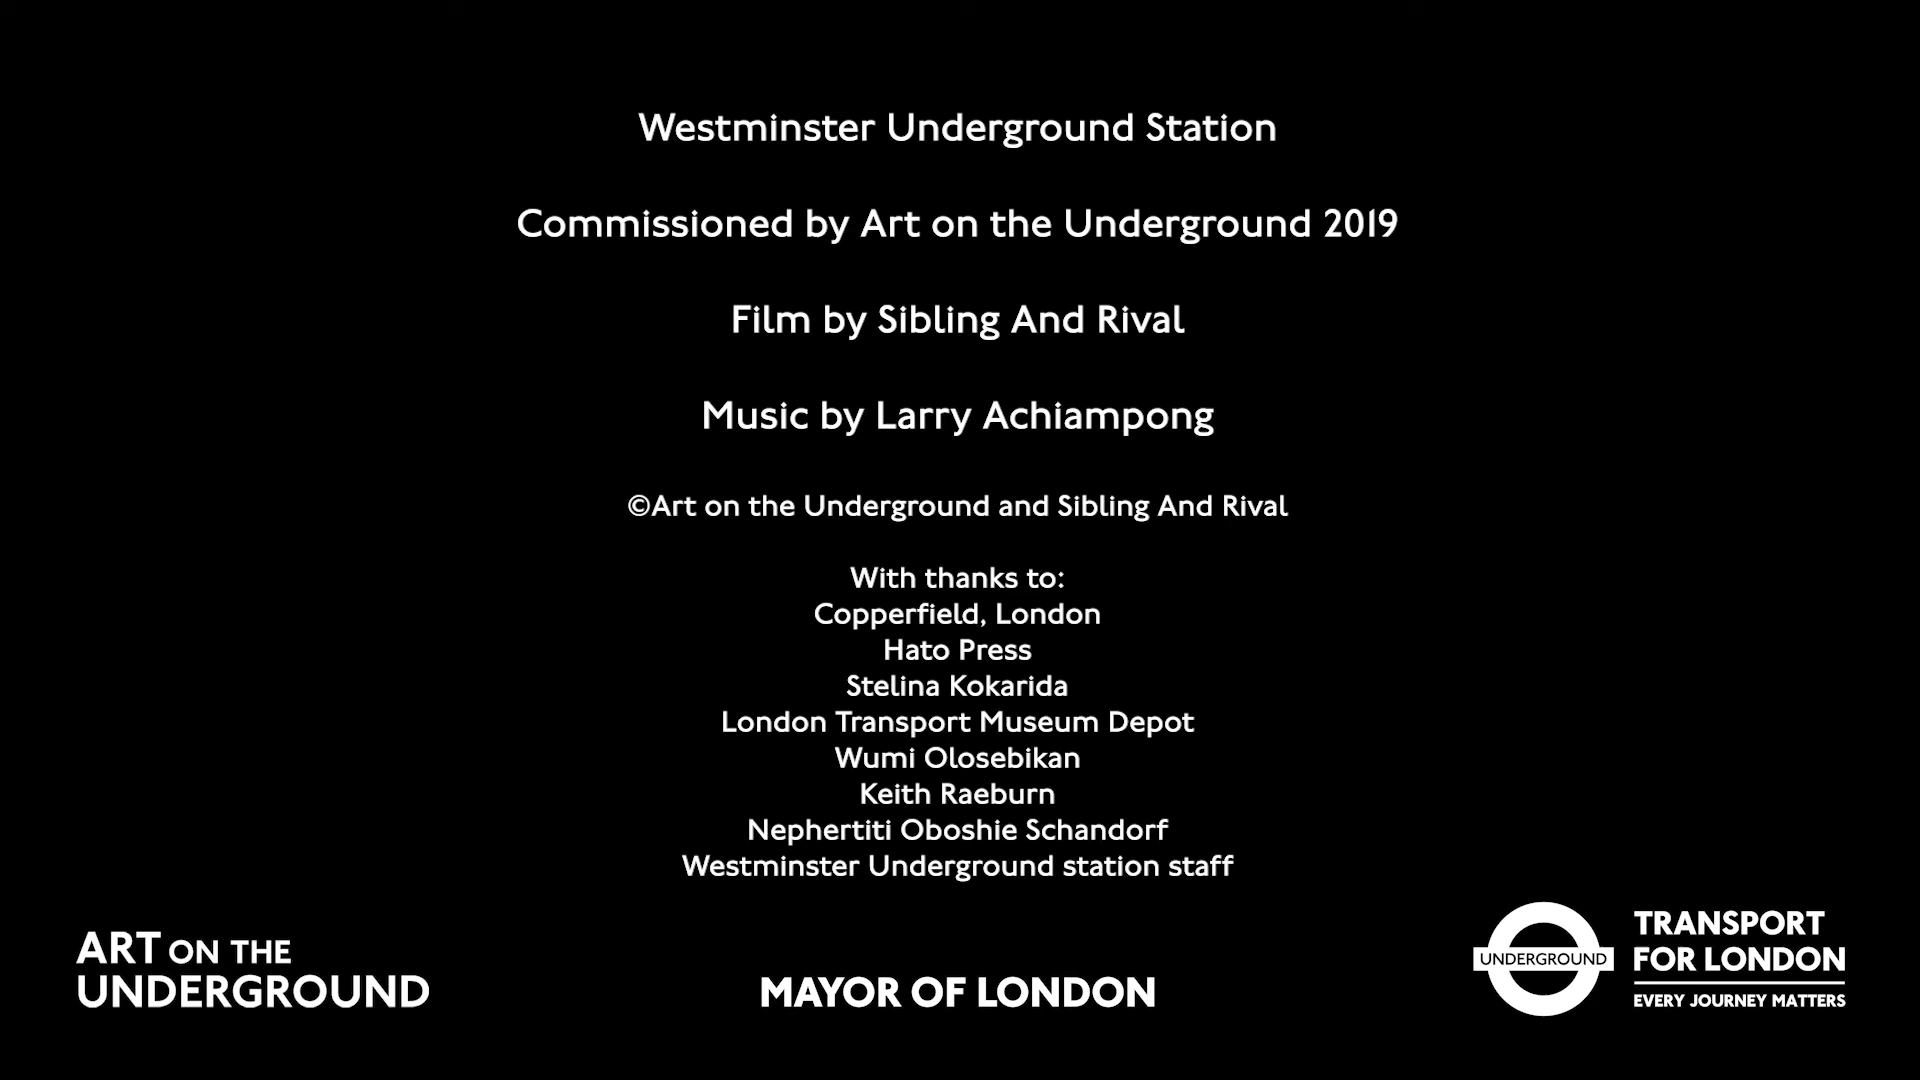 Westminster Underground Station
Commissioned by Art on the Underground 2019
Film by Sibling And Rival
Music by Larry Achiampong
©Art on the Underground and Sibling And Rival
With thanks to:
Copperfield, London
Hato Press
Stelina Kokarida
London Transport Museum Depot
Wumi Olosebikan
Keith Raeburn
Nephertiti Oboshie Schandorf
Westminster Underground station staff
ART ON THE
UNDERGROUND
MAYOR OF LONDON
UNDERGROUND
TRANSPORT
FOR LONDON
EVERY JOURNEY MATTERS